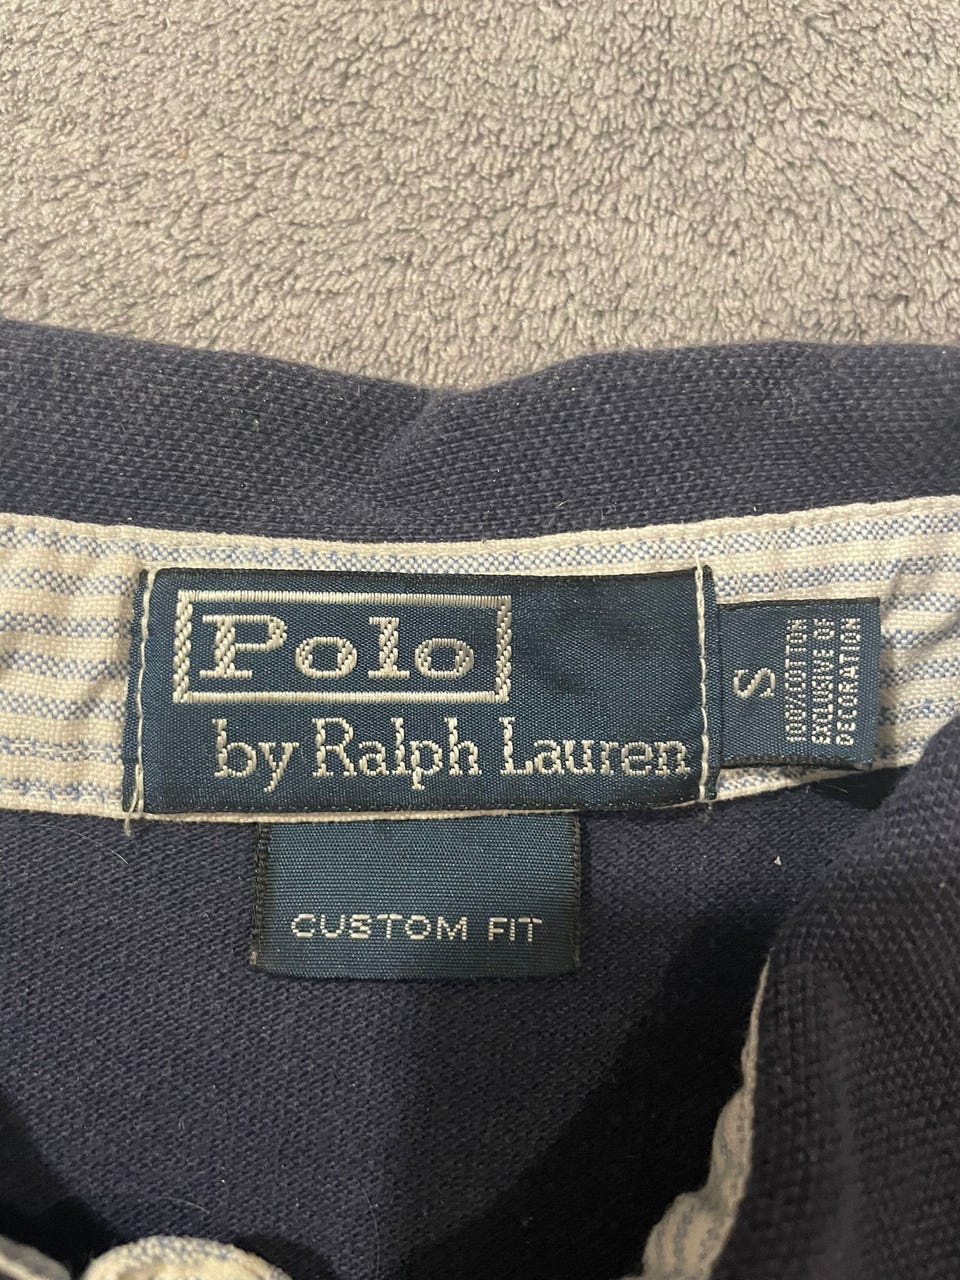 Polo
by Ralph Lauren
S
100% COTTON
EXCLUSIVE OF
DECORATION
CUSTOM FIT